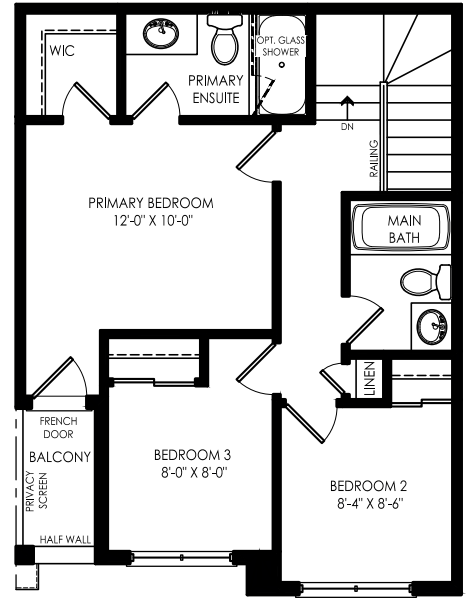 WIC
OPT. GLASS
SHOWER
PRIMARY
ENSUITE
DN
RAILING
PRIMARY BEDROOM
12'-0" X 10'-0"
MAIN
BATH
LINEN
FRENCH
DOOR
BALCONY
PRIVACY
SCREEN
HALF WALL
BEDROOM 3
8'-0" X 8'-0"
BEDROOM 2
8'-4" X 8'-6"